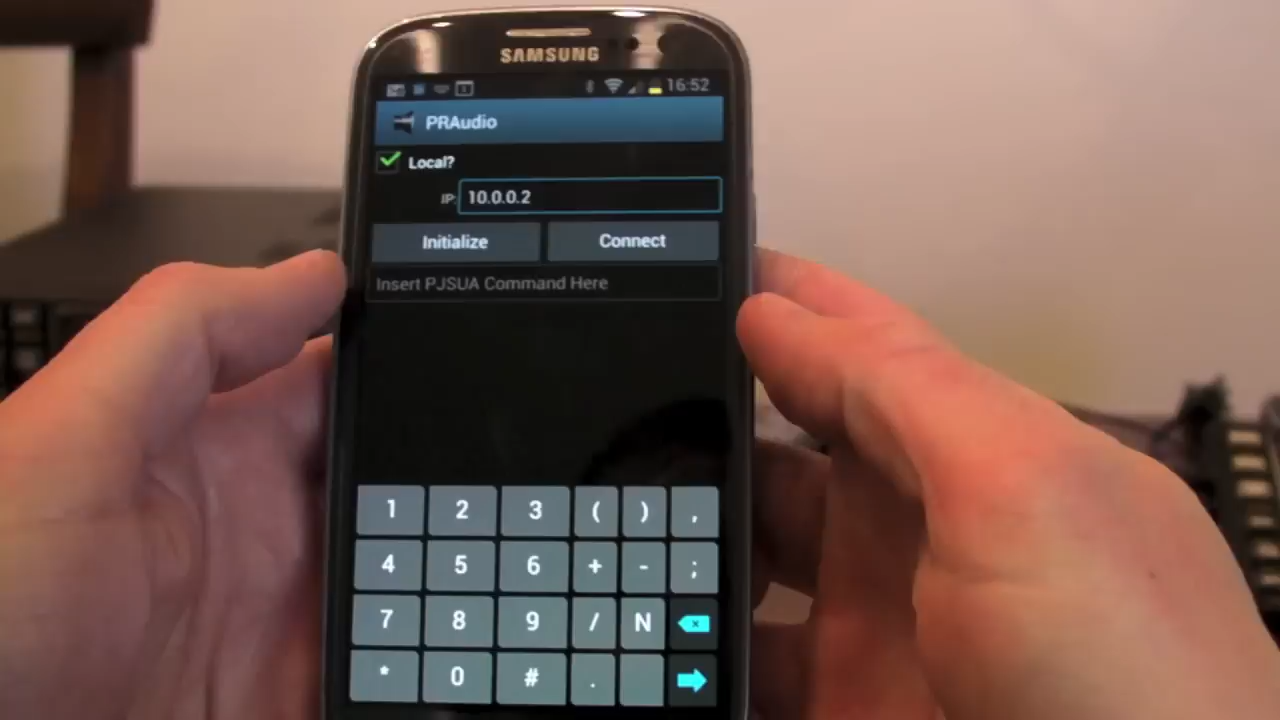 SAMSUNG
1 16:52
PRAudio
Local?
IP: 10.0.0.2
Initialize Connect
Insert PJSUA Command Here
1 2 3 ( ) ,
4 5 6 + - ;
7 8 9 / N
* 0 # .